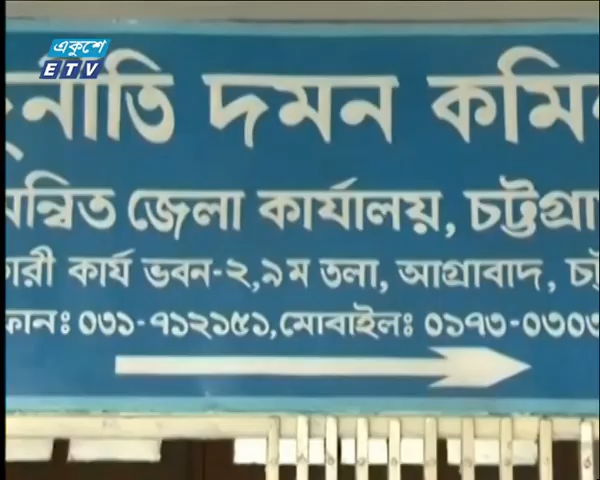 একুশে
ETV
র্নীতি দমন কমি
মন্বিত জেলা কার্যালয়, চট্টগ্রা
কারী কার্য ভবন-২,৯ম তলা, আগ্রাবাদ, চ
ফোনঃ ০৩১-৭১২১৫১,মোবাইলঃ ০১৭৩-০৩০৩